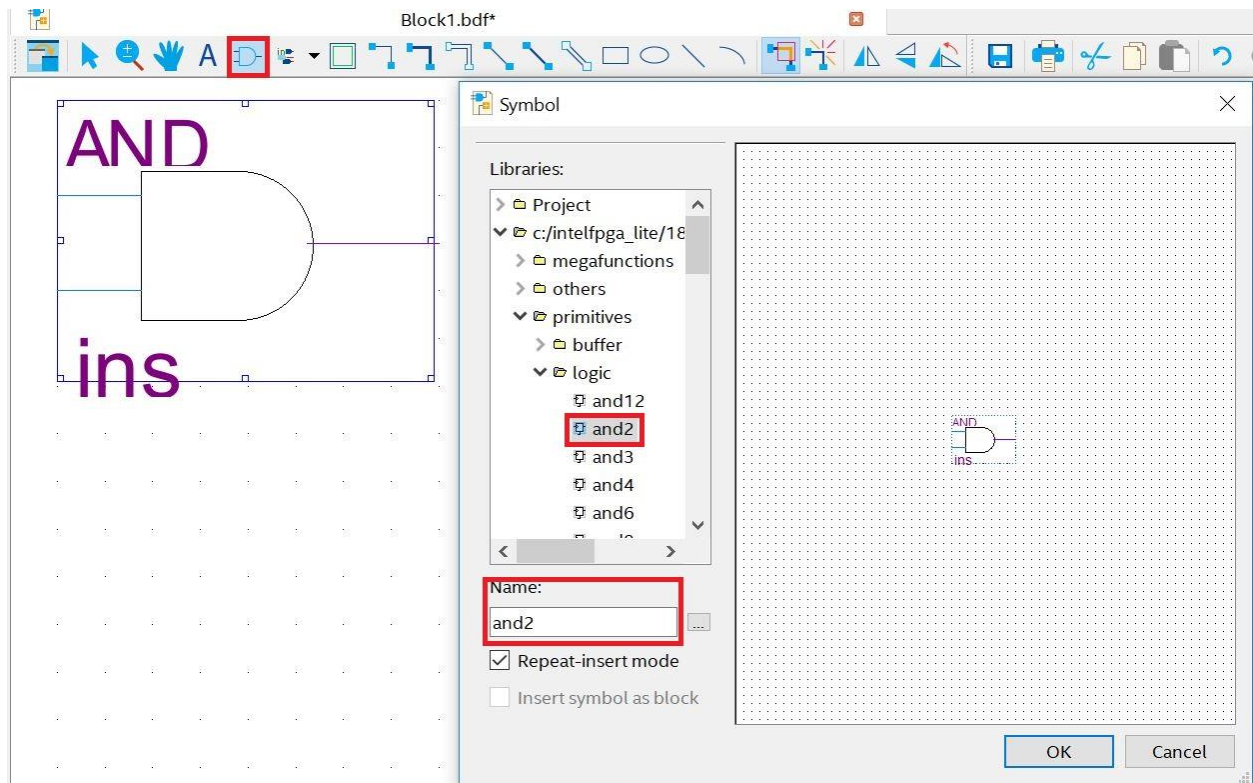 Block1.bdf*
A
AND
ins
Symbol
Libraries:
Project
c:/intelfpga_lite/18
megafunctions
others
primitives
buffer
logic
and12
and2
and3
and4
and6
Name:
and2
...
Repeat-insert mode
Insert symbol as block
AND
ins
OK
Cancel